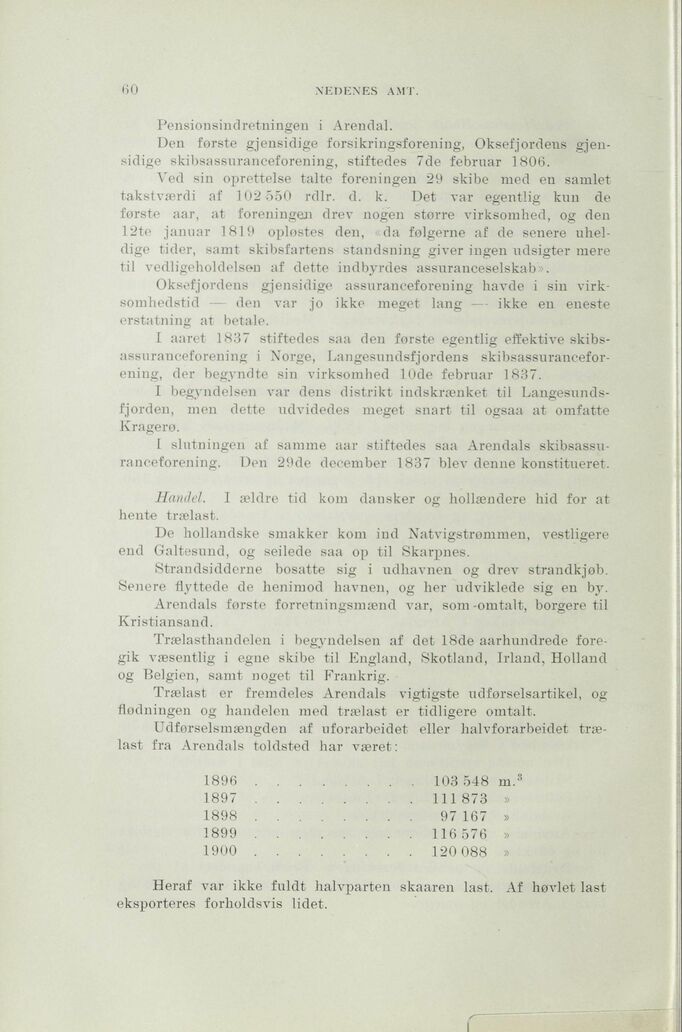 60 NEDENES AMT.
Pensionsindretningen i Arendal.
Den første gjensidige forsikringsforening, Oksefjordens gjen-
sidige skibsassuranceforening, stiftedes 7de februar 1806.
Ved sin oprettelse talte foreningen 29 skibe med en samlet
takstværdi af 102 550 rdlr. d. k. Det var egentlig kun de
første aar, at foreningen drev nogen større virksomhed, og den
12te januar 1819 opløstes den, «da følgerne af de senere uhel-
dige tider, samt skibsfartens standsning giver ingen udsigter mere
til vedligeholdelsen af dette indbyrdes assuranceselskab».
Oksefjordens gjensidige assuranceforening havde i sin virk-
somhedstid — den var jo ikke meget lang — ikke en eneste
erstatning at betale.
I aaret 1837 stiftedes saa den første egentlig effektive skibs-
assuranceforening i Norge, Langesundsfjordens skibsassurancefor-
ening, der begyndte sin virksomhed 10de februar 1837.
I begyndelsen var dens distrikt indskrænket til Langesunds-
fjorden, men dette udvidedes meget snart til ogsaa at omfatte
Kragerø.
I slutningen af samme aar stiftedes saa Arendals skibsassu-
ranceforening. Den 29de december 1837 blev denne konstitueret.
Handel. I ældre tid kom dansker og hollændere hid for at
hente trælast.
De hollandske smakker kom ind Natvigstrømmen, vestligere
end Galtesund, og seilede saa op til Skarpnes.
Strandsidderne bosatte sig i udhavnen og drev strandkjøb.
Senere flyttede de henimod havnen, og her udviklede sig en by.
Arendals første forretningsmænd var, som omtalt, borgere til
Kristiansand.
Trælasthandelen i begyndelsen af det 18de aarhundrede fore-
gik væsentlig i egne skibe til England, Skotland, Irland, Holland
og Belgien, samt noget til Frankrig.
Trælast er fremdeles Arendals vigtigste udførselsartikel, og
flødningen og handelen med trælast er tidligere omtalt.
Udførselsmængden af uforarbeidet eller halvforarbeidet træ-
last fra Arendals toldsted har været:
1896 . . . . . . . . 103 548 m.³
1897 . . . . . . . . 111 873 »
1898 . . . . . . . . 97 167 »
1899 . . . . . . . . 116 576 »
1900 . . . . . . . . 120 088 »
Heraf var ikke fuldt halvparten skaaren last. Af høvlet last
eksporteres forholdsvis lidet.